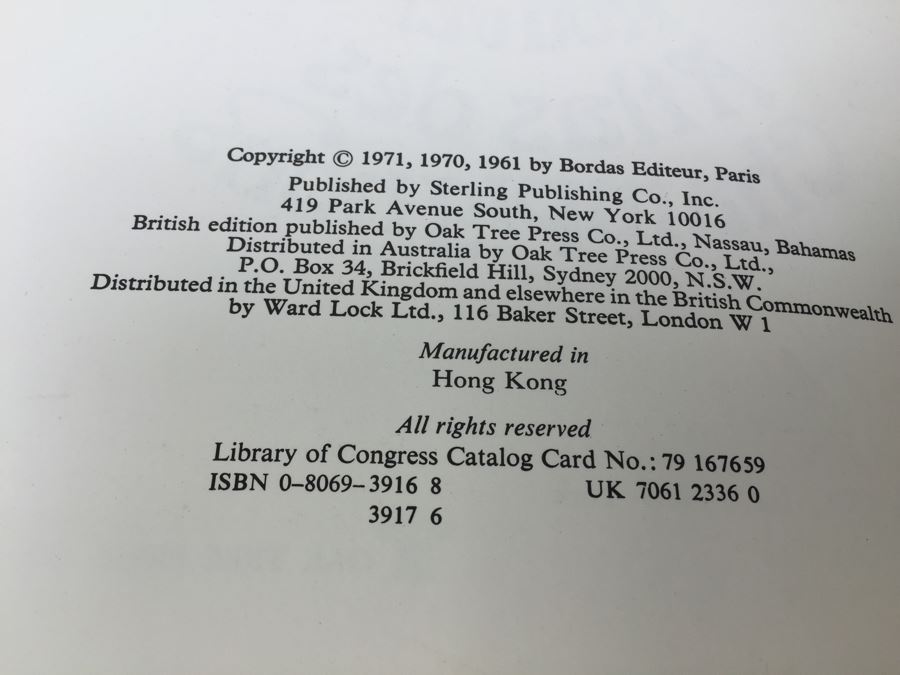 Copyright © 1971, 1970, 1961 by Bordas Editeur, Paris
Published by Sterling Publishing Co., Inc.
419 Park Avenue South, New York 10016
British edition published by Oak Tree Press Co., Ltd., Nassau, Bahamas
Distributed in Australia by Oak Tree Press Co., Ltd.,
P.O. Box 34, Brickfield Hill, Sydney 2000, N.S.W.
Distributed in the United Kingdom and elsewhere in the British Commonwealth
by Ward Lock Ltd., 116 Baker Street, London W 1
Manufactured in
Hong Kong
All rights reserved
Library of Congress Catalog Card No.: 79 167659
ISBN 0–8069–3916 8 UK 7061 2336 0
3917 6